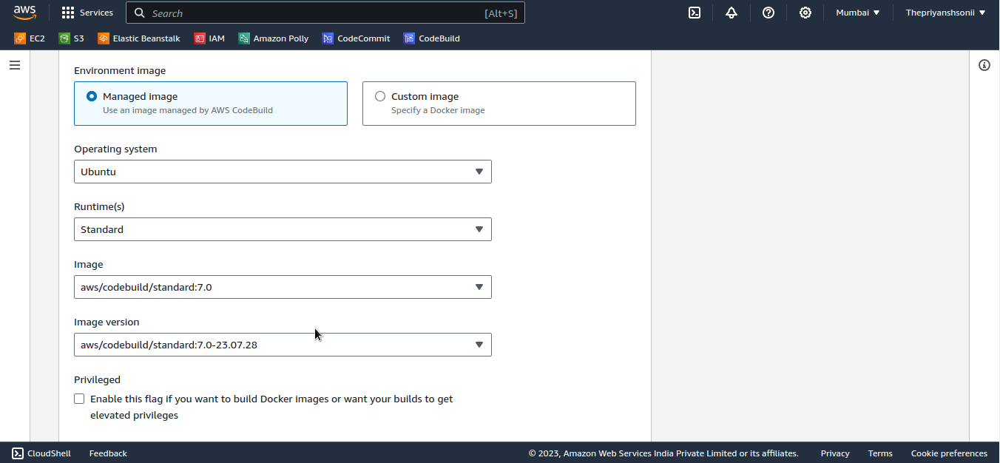 aws Services Search [Alt+S] Mumbai Thepriyanshsonii
EC2 S3 Elastic Beanstalk IAM Amazon Polly CodeCommit CodeBuild
Environment image
Managed image
Use an image managed by AWS CodeBuild
Custom image
Specify a Docker image
Operating system
Ubuntu
Runtime(s)
Standard
Image
aws/codebuild/standard:7.0
Image version
aws/codebuild/standard:7.0-23.07.28
Privileged
Enable this flag if you want to build Docker images or want your builds to get
elevated privileges
CloudShell Feedback © 2023, Amazon Web Services India Private Limited or its affiliates. Privacy Terms Cookie preferences